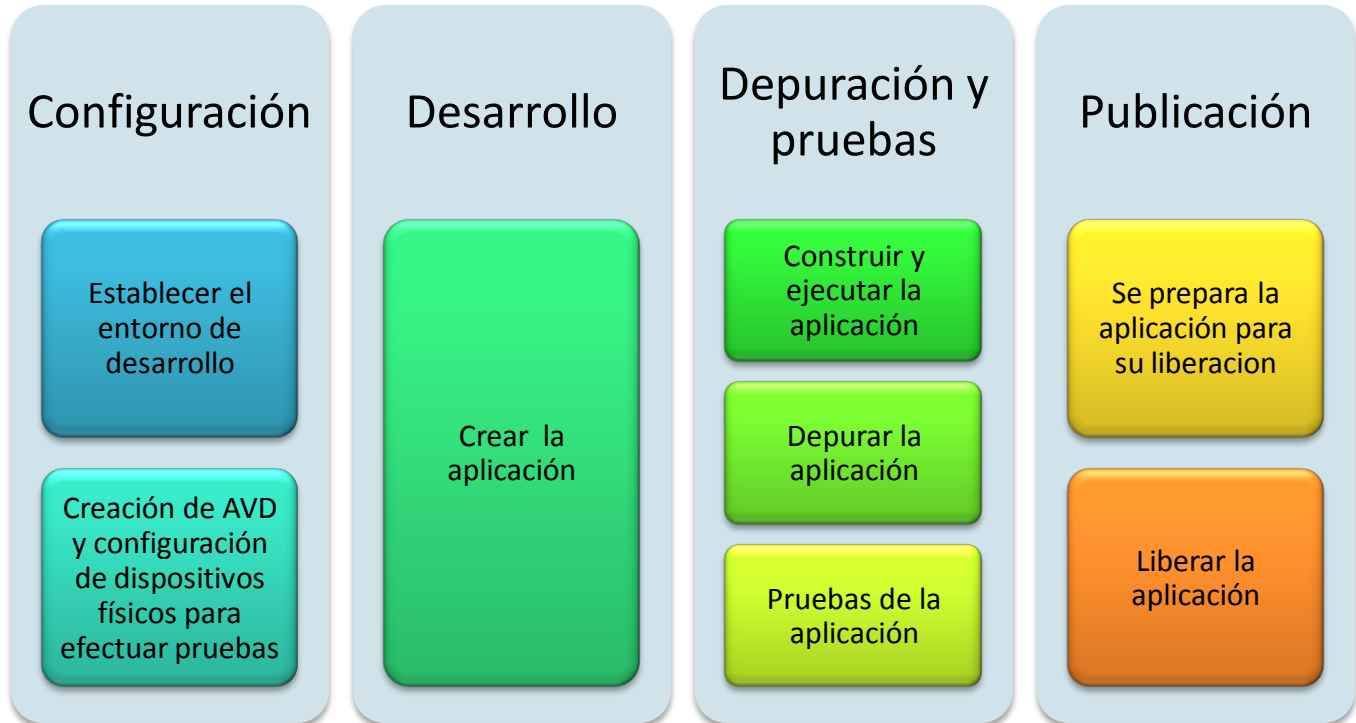 Configuración
Establecer el
entorno de
desarrollo
Creación de AVD
y configuración
de dispositivos
físicos para
efectuar pruebas
Desarrollo
Crear la
aplicación
Depuración y
pruebas
Construir y
ejecutar la
aplicación
Depurar la
aplicación
Pruebas de la
aplicación
Publicación
Se prepara la
aplicación para
su liberacion
Liberar la
aplicación